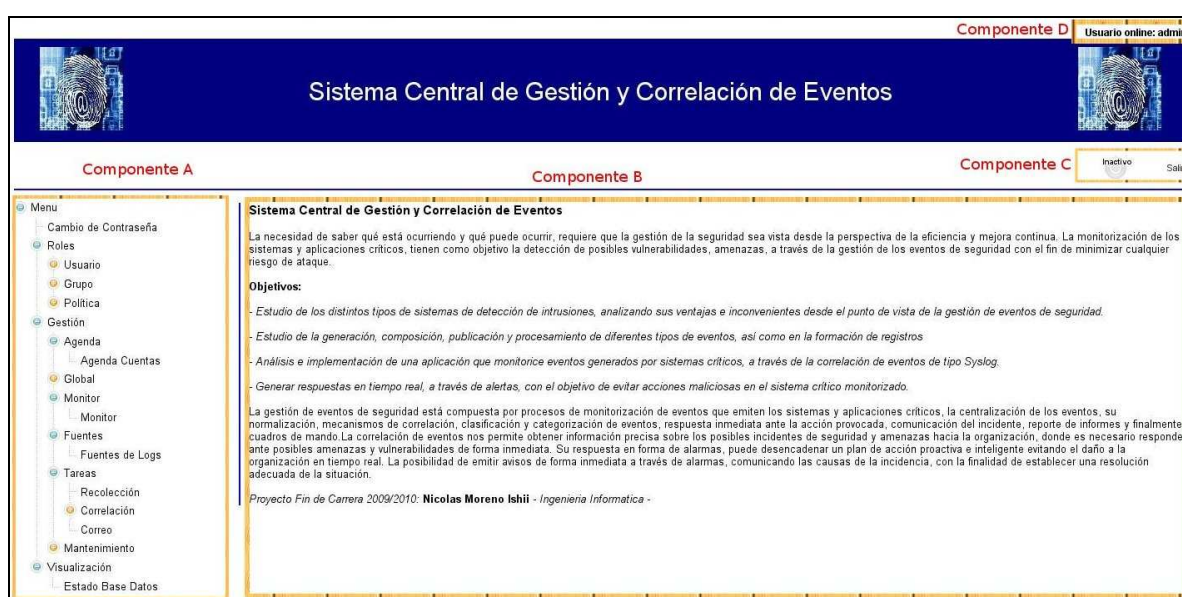 Componente D
Usuario online:
Sistema Central de Gestión y Correlación de Eventos
Componente A
Componente B
Componente C
Inactivo
Menu
Cambio de Contraseña
Roles
Usuario
Grupo
Política
Gestión
Agenda
Agenda Cuentas
Global
Monitor
Monitor
Fuentes
Fuentes de Logs
Tareas
Recolección
Correlación
Correo
Mantenimiento
Visualización
Estado Base Datos
Sistema Central de Gestión y Correlación de Eventos
La necesidad de saber qué está ocurriendo y qué puede ocurrir, requiere que la gestión de la seguridad sea vista desde la perspectiva de la eficiencia y mejora continua. La monitorización de los
sistemas y aplicaciones críticos, tienen como objetivo la detección de posibles vulnerabilidades, amenazas, a través de la gestión de los eventos de seguridad con el fin de minimizar cualquier
riesgo de ataque.
Objetivos:
- Estudio de los distintos tipos de sistemas de detección de intrusiones, analizando sus ventajas e inconvenientes desde el punto de vista de la gestión de eventos de seguridad.
- Estudio de la generación, composición, publicación y procesamiento de diferentes tipos de eventos, así como en la formación de registros
- Análisis e implementación de una aplicación que monitorice eventos generados por sistemas críticos, a través de la correlación de eventos de tipo Syslog.
- Generar respuestas en tiempo real, a través de alertas, con el objetivo de evitar acciones maliciosas en el sistema crítico monitorizado.
La gestión de eventos de seguridad está compuesta por procesos de monitorización de eventos que emiten los sistemas y aplicaciones críticos, la centralización de los eventos, su
normalización, mecanismos de correlación, clasificación y categorización de eventos, respuesta inmediata ante la acción provocada, comunicación del incidente, reporte de informes y finalmente
cuadros de mando.La correlación de eventos nos permite obtener información precisa sobre los posibles incidentes de seguridad y amenazas hacia la organización, donde es necesario responde
ante posibles amenazas y vulnerabilidades de forma inmediata. Su respuesta en forma de alarmas, puede desencadenar un plan de acción proactiva e inteligente evitando el daño a la
organización en tiempo real. La posibilidad de emitir avisos de forma inmediata a través de alarmas, comunicando las causas de la incidencia, con la finalidad de establecer una resolución
adecuada de la situación.
Proyecto Fin de Carrera 2009/2010: Nicolas Moreno Ishii - Ingenieria Informatica -